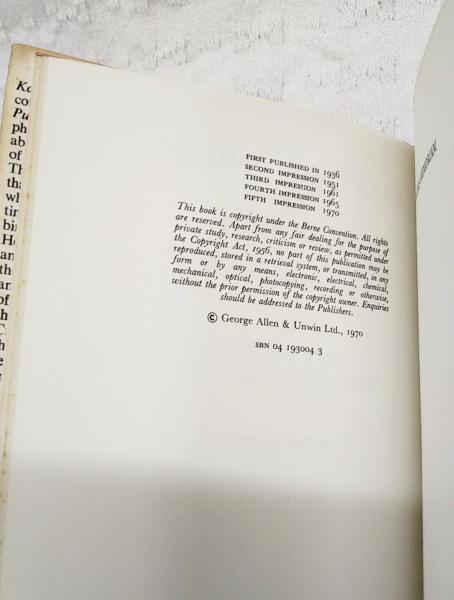 FIRST PUBLISHED IN 1936
SECOND IMPRESSION 1951
THIRD IMPRESSION 1961
FOURTH IMPRESSION 1965
FIFTH IMPRESSION 1970
This book is copyright under the Berne Convention. All rights
are reserved. Apart from any fair dealing for the purpose of
private study, research, criticism or review, as permitted under
the Copyright Act, 1956, no part of this publication may be
reproduced, stored in a retrieval system, or transmitted, in any
form or by any means, electronic, electrical, chemical,
mechanical, optical, photocopying, recording or otherwise,
without the prior permission of the copyright owner. Enquiries
should be addressed to the Publishers.
© George Allen & Unwin Ltd., 1970
SBN 04 193004 3